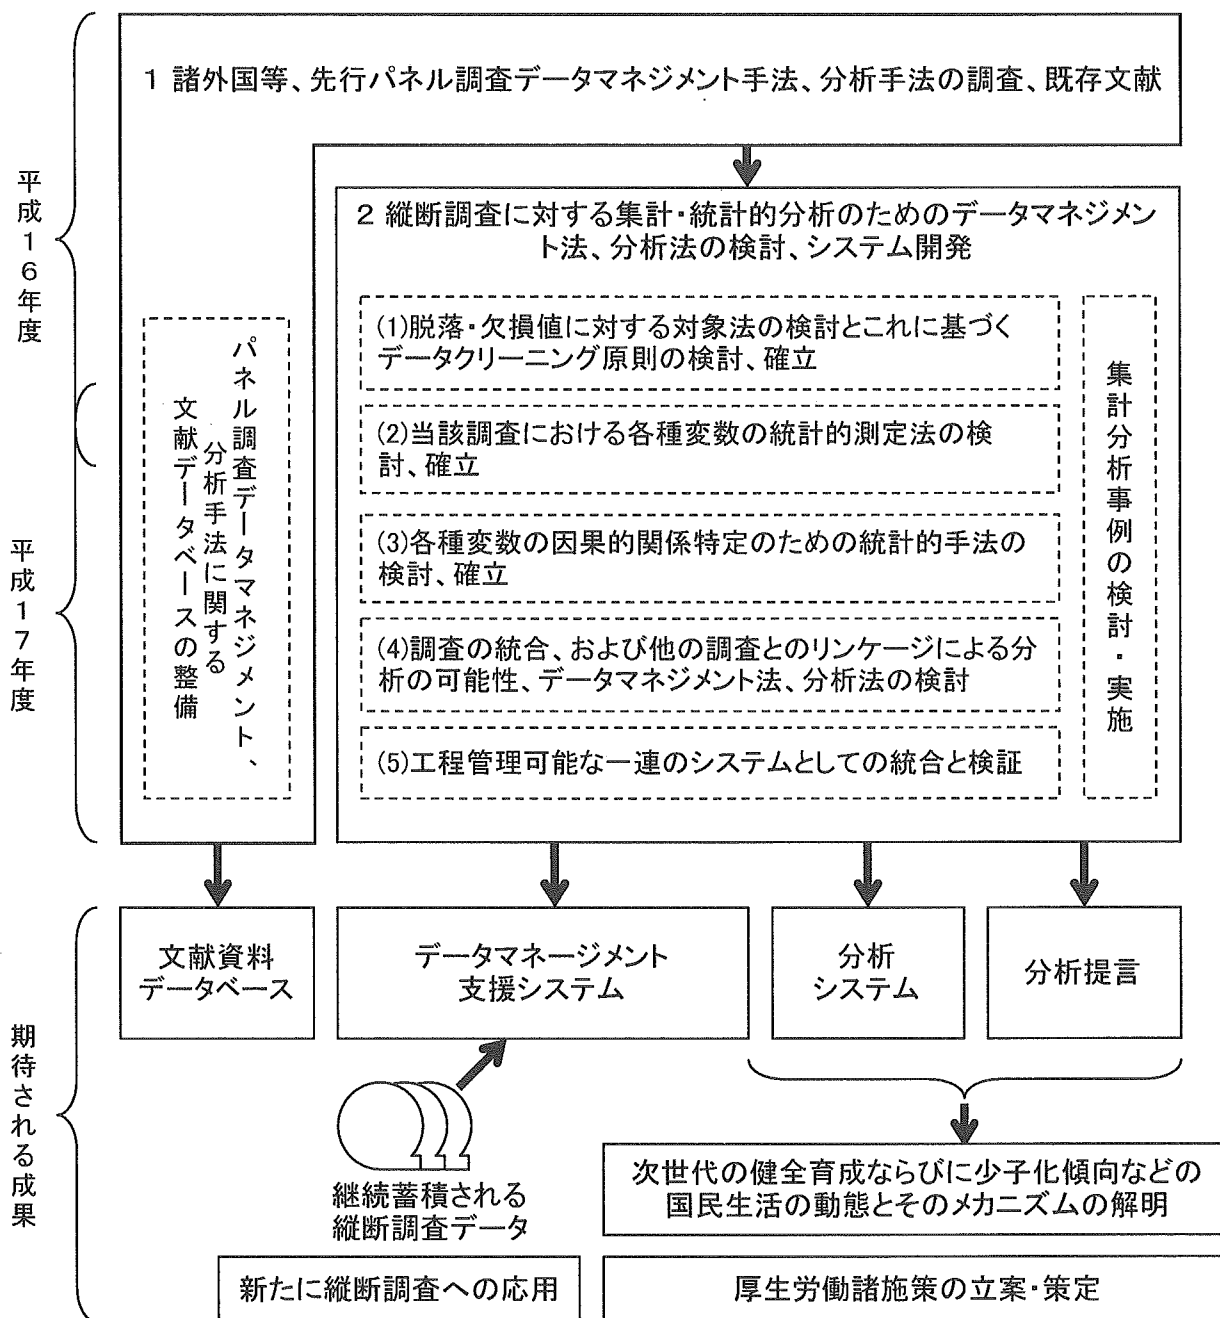 1 諸外国等、先行パネル調査データマネジメント手法、分析手法の調査、既存文献
平成16年度
2 縦断調査に対する集計・統計的分析のためのデータマネジメン
ト法、分析法の検討、システム開発
(1)脱落・欠損値に対する対象法の検討とこれに基づく
データクリーニング原則の検討、確立
(2)当該調査における各種変数の統計的測定法の検
討、確立
(3)各種変数の因果的関係特定のための統計的手法の
検討、確立
(4)調査の統合、および他の調査とのリンケージによる分
析の可能性、データマネジメント法、分析法の検討
(5)工程管理可能な一連のシステムとしての統合と検証
集計分析事例の検討・実施
パネル調査データマネジメント、
分析手法に関する
文献データベースの整備
平成17年度
文献資料
データベース
データマネージメント
支援システム
分析
システム
分析提言
期待される成果
継続蓄積される
縦断調査データ
次世代の健全育成ならびに少子化傾向などの
国民生活の動態とそのメカニズムの解明
新たに縦断調査への応用
厚生労働諸施策の立案・策定